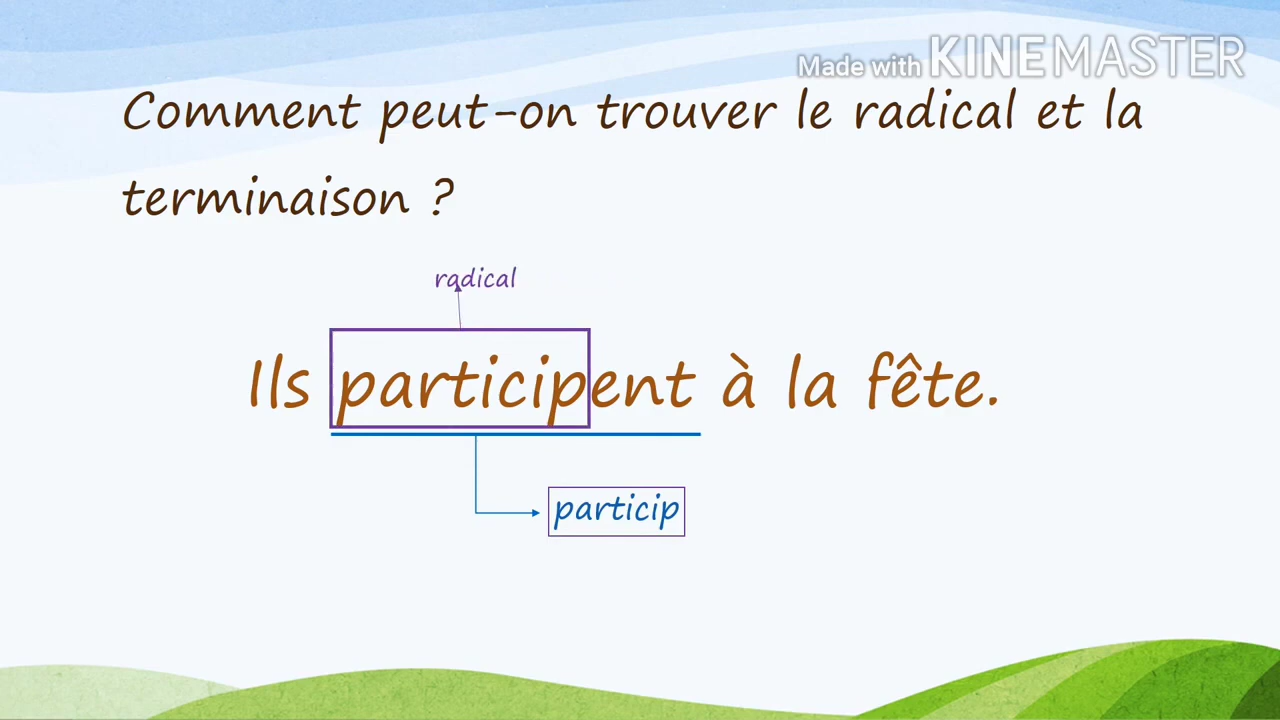 Made with KINEMASTER
Comment peut-on trouver le radical et la
terminaison ?
radical
Ils participent à la fête.
particip